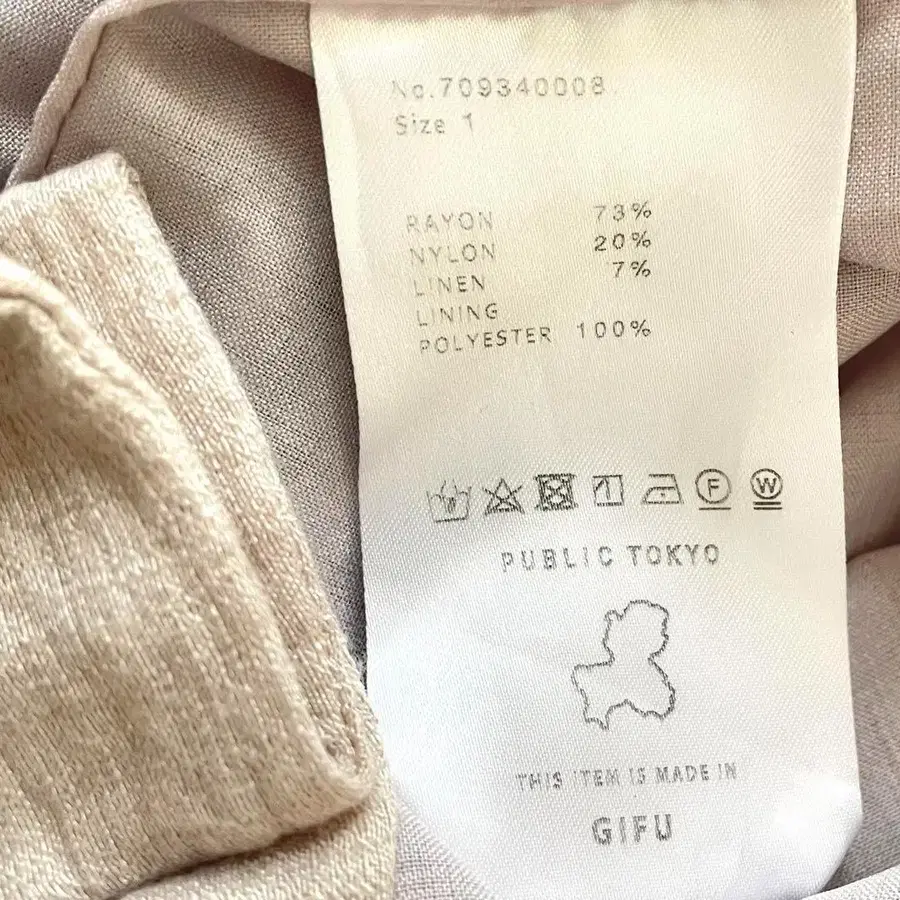 No.709340008
Size 1
RAYON 73%
NYLON 20%
LINEN 7%
LINING
POLYESTER 100%
F W
PUBLIC TOKYO
THIS ITEM IS MADE IN
GIFU